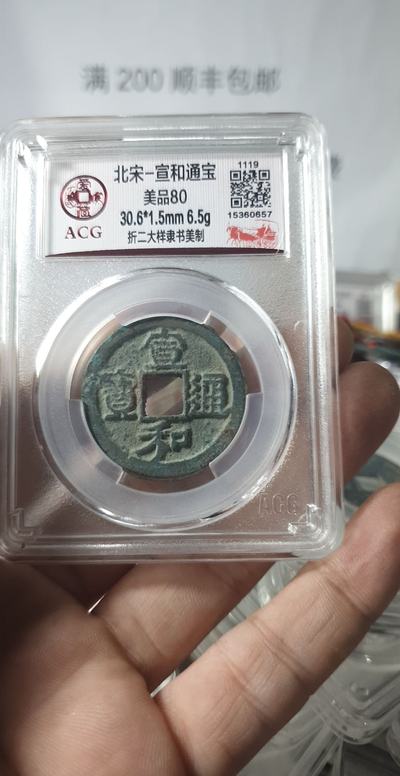 满 200 顺丰包邮
北宋-宣和通宝
美品80
30.6*1.5mm 6.5g
折二大样隶书美制
ACG
1119
15360657
宣
寳 通
和
ACG